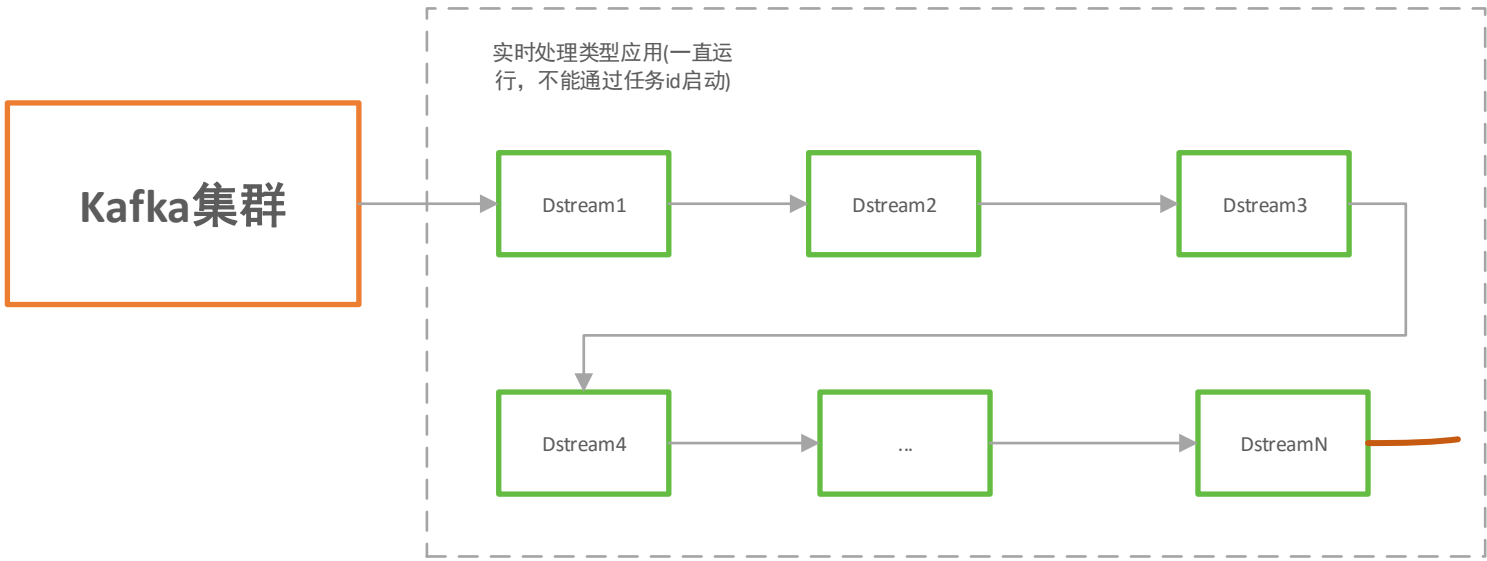 实时处理类型应用(一直运
行，不能通过任务id启动)
Kafka集群
Dstream1
Dstream2
Dstream3
Dstream4
...
DstreamN